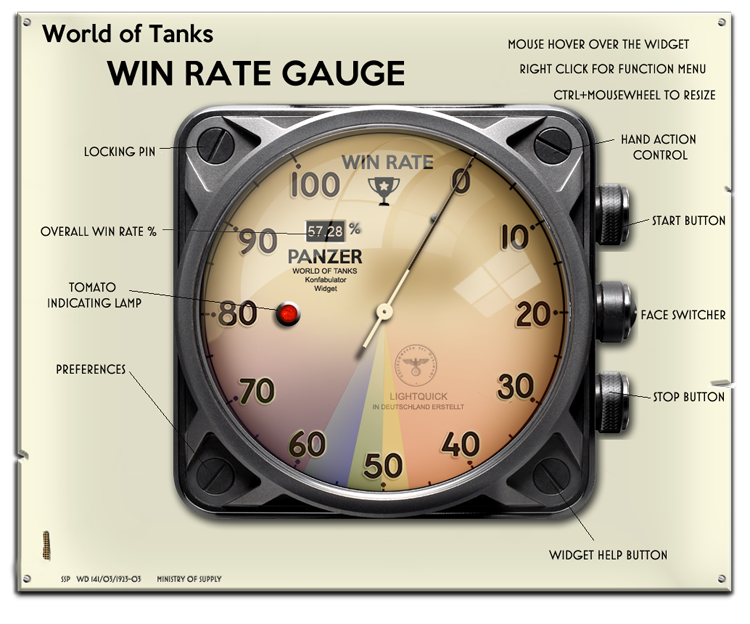 World of Tanks
WIN RATE GAUGE
MOUSE HOVER OVER THE WIDGET
RIGHT CLICK FOR FUNCTION MENU
CTRL+MOUSEWHEEL TO RESIZE
LOCKING PIN
HAND ACTION
CONTROL
WIN RATE
100
0
OVERALL WIN RATE %
57.28 %
START BUTTON
90
10
PANZER
WORLD OF TANKS
Konfabulator
Widget
TOMATO
INDICATING LAMP
80
20
FACE SWITCHER
PREFERENCES
70
30
LIGHTQUICK
IN DEUTSCHLAND ERSTELLT
STOP BUTTON
60
50
40
WIDGET HELP BUTTON
SSP WD 141/03/1923-03 MINISTRY OF SUPPLY